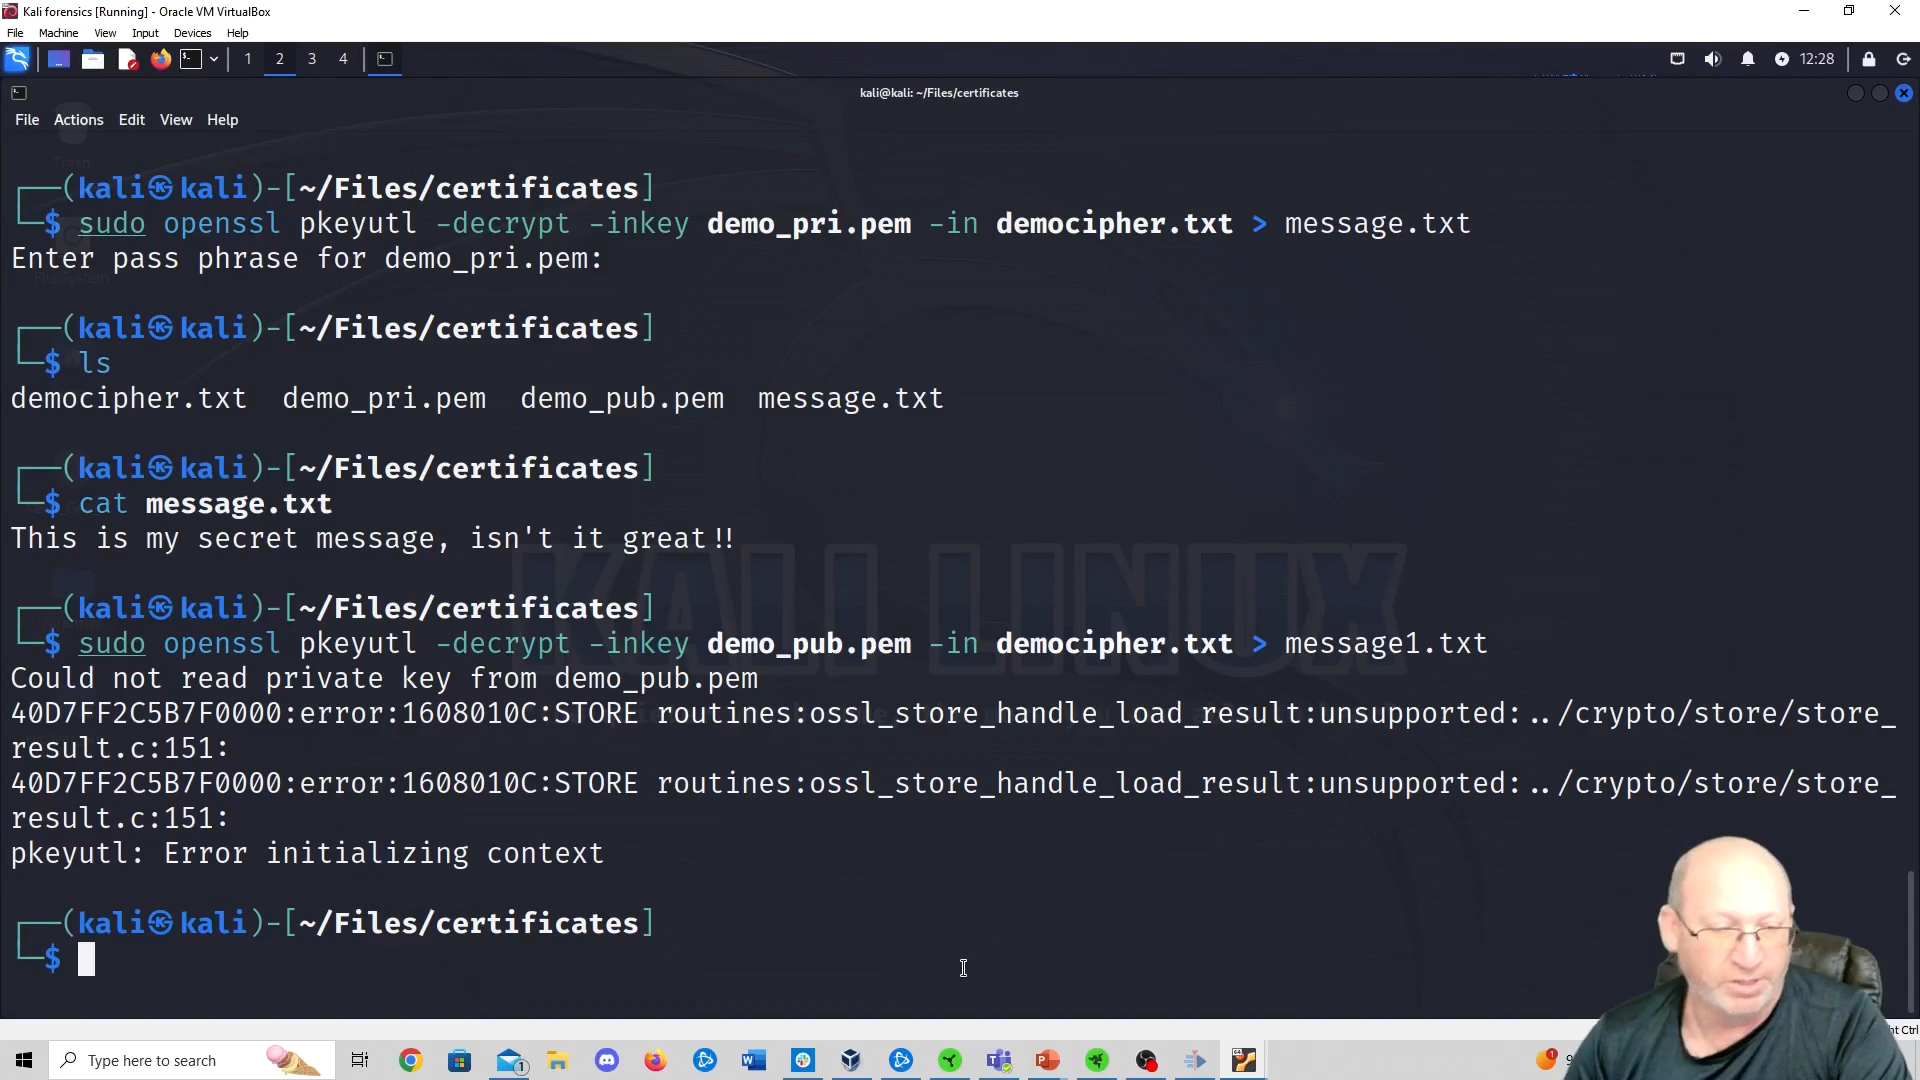 Kali forensics [Running] - Oracle VM VirtualBox
File Machine View Input Devices Help
1 2 3 4 12:28
kali@kali: ~/Files/certificates
File Actions Edit View Help
Trash
┌──(kali㉿kali)-[~/Files/certificates]
└─$ sudo openssl pkeyutl -decrypt -inkey demo_pri.pem -in democipher.txt > message.txt
Enter pass phrase for demo_pri.pem:
File System
┌──(kali㉿kali)-[~/Files/certificates]
└─$ ls
democipher.txt demo_pri.pem demo_pub.pem message.txt
┌──(kali㉿kali)-[~/Files/certificates]
└─$ cat message.txt
This is my secret message, isn't it great!!
KALI LINUX
┌──(kali㉿kali)-[~/Files/certificates]
└─$ sudo openssl pkeyutl -decrypt -inkey demo_pub.pem -in democipher.txt > message1.txt
Could not read private key from demo_pub.pem
40D7FF2C5B7F0000:error:1608010C:STORE routines:ossl_store_handle_load_result:unsupported:../crypto/store/store_
result.c:151:
40D7FF2C5B7F0000:error:1608010C:STORE routines:ossl_store_handle_load_result:unsupported:../crypto/store/store_
result.c:151:
pkeyutl: Error initializing context
┌──(kali㉿kali)-[~/Files/certificates]
└─$
Ctrl
Type here to search